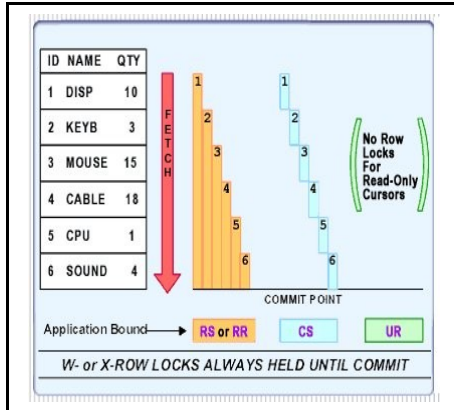 ID NAME QTY
1 DISP 10
2 KEYB 3
3 MOUSE 15
4 CABLE 18
5 CPU 1
6 SOUND 4
FETCH
1
2
3
4
5
6
1
2
3
4
5
6
No Row
Locks
For
Read-Only
Cursors
COMMIT POINT
Application Bound
RS or RR
CS
UR
W- or X-ROW LOCKS ALWAYS HELD UNTIL COMMIT